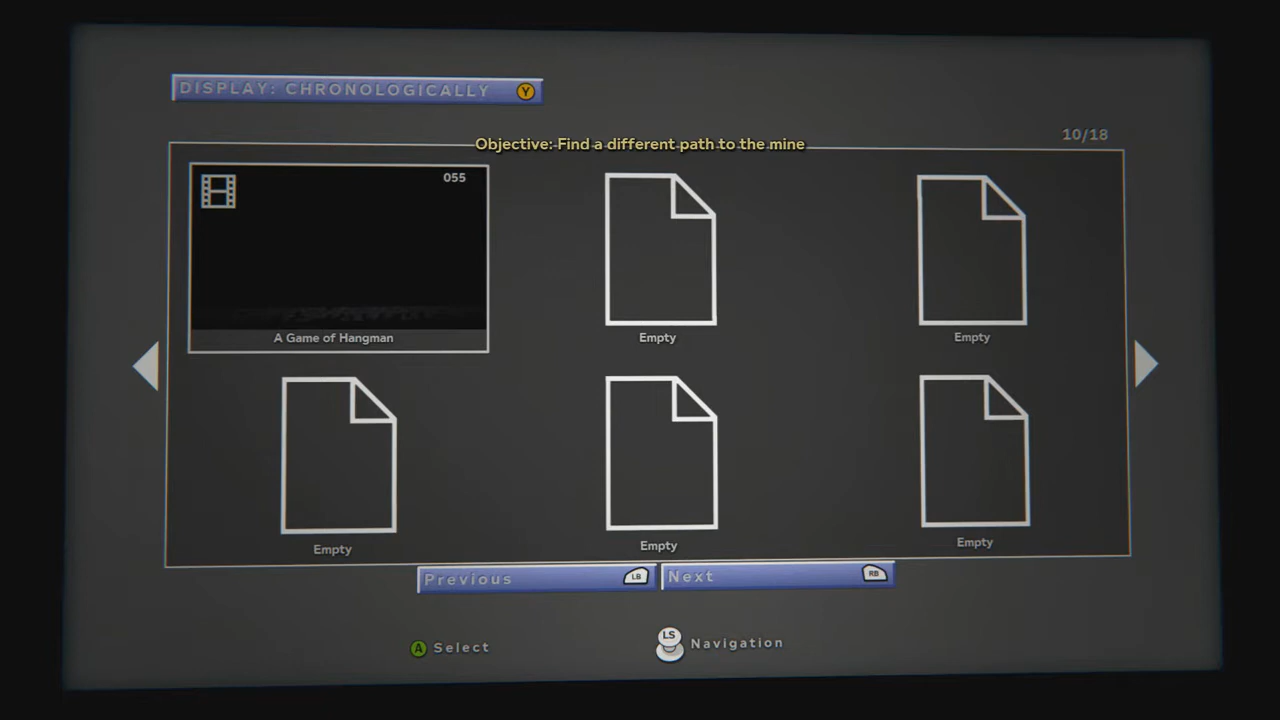 DISPLAY: CHRONOLOGICALLY Y
Objective: Find a different path to the mine
10/18
055
A Game of Hangman
Empty
Empty
Empty
Empty
Empty
Previous LB
Next RB
A Select
LS Navigation